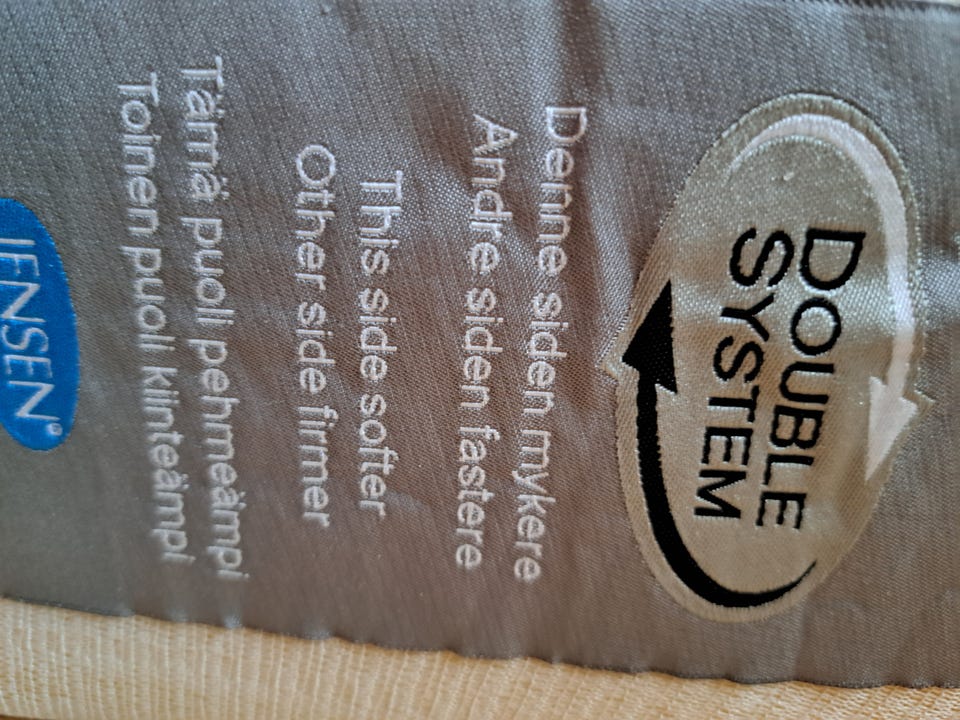 DOUBLE
SYSTEM
Denne siden mykere
Andre siden fastere
This side softer
Other side firmer
Tämä puoli pehmeämpi
Toinen puoli kiinteämpi
JENSEN®